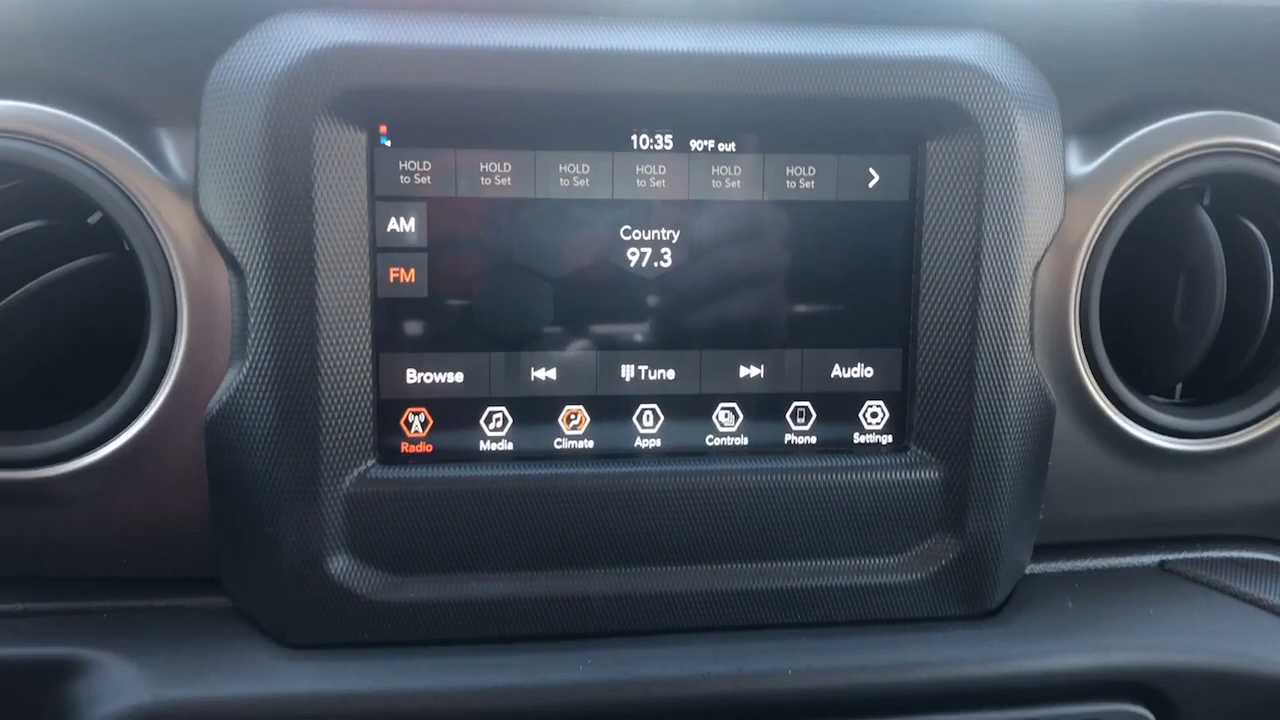 10:35 90°F out
HOLD HOLD HOLD HOLD HOLD HOLD
to Set to Set to Set to Set to Set to Set
AM
Country
97.3
FM
Browse Tune Audio
Radio Media Climate Apps Controls Phone Settings